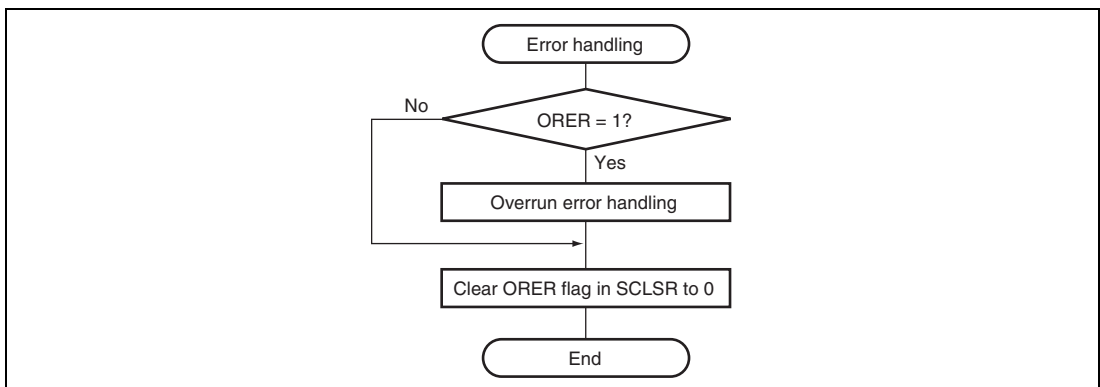 Error handling
No
ORER = 1?
Yes
Overrun error handling
Clear ORER flag in SCLSR to 0
End